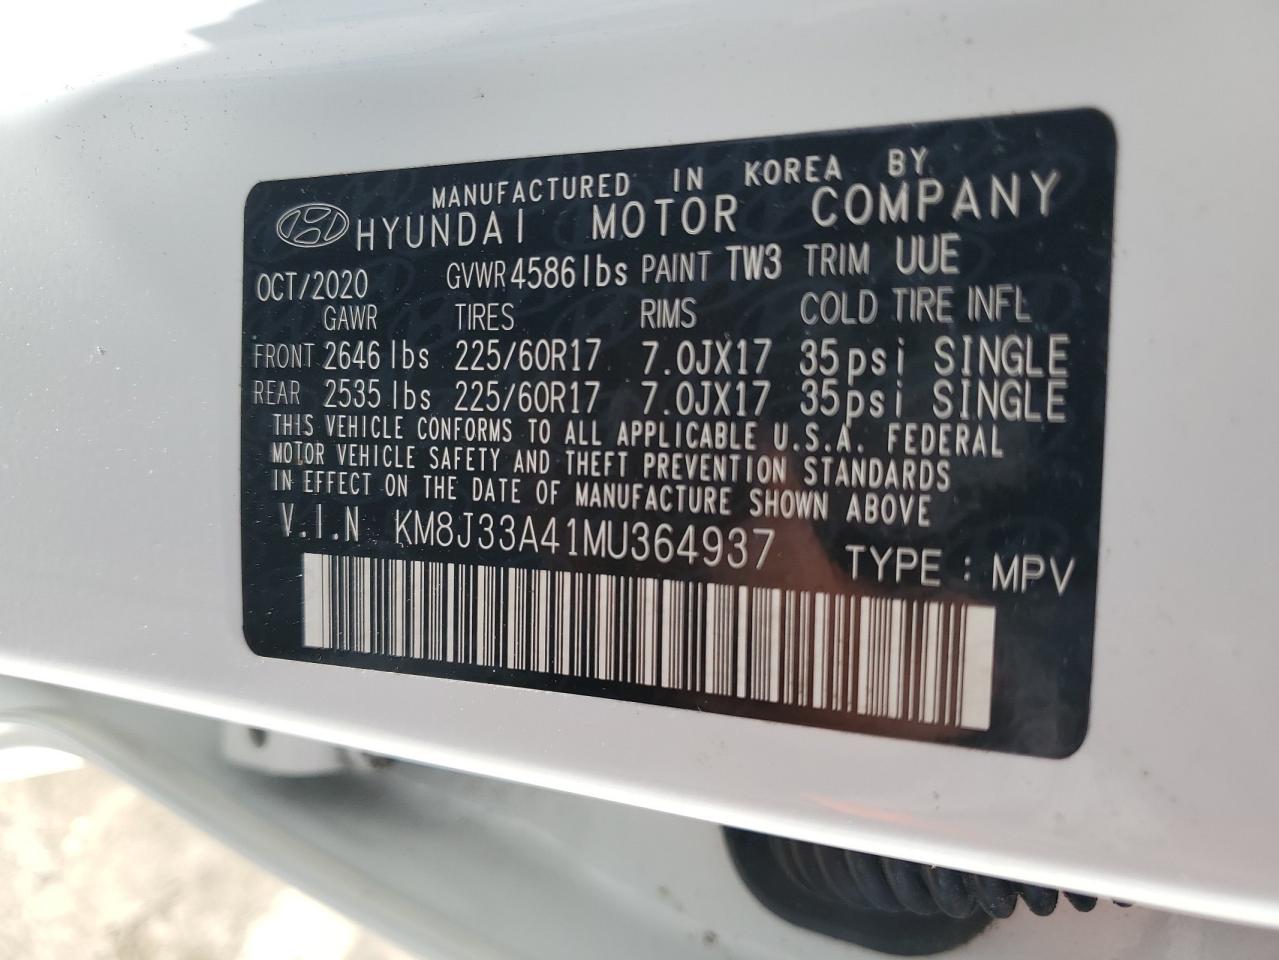 MANUFACTURED IN KOREA BY
HYUNDAI MOTOR COMPANY
OCT/2020 GVWR 4586 lbs PAINT TW3 TRIM UUE
GAWR TIRES RIMS COLD TIRE INFL
FRONT 2646 lbs 225/60R17 7.0JX17 35psi SINGLE
REAR 2535 lbs 225/60R17 7.0JX17 35psi SINGLE
THIS VEHICLE CONFORMS TO ALL APPLICABLE U.S.A. FEDERAL
MOTOR VEHICLE SAFETY AND THEFT PREVENTION STANDARDS
IN EFFECT ON THE DATE OF MANUFACTURE SHOWN ABOVE
V.I.N KM8J33A41MU364937 TYPE : MPV